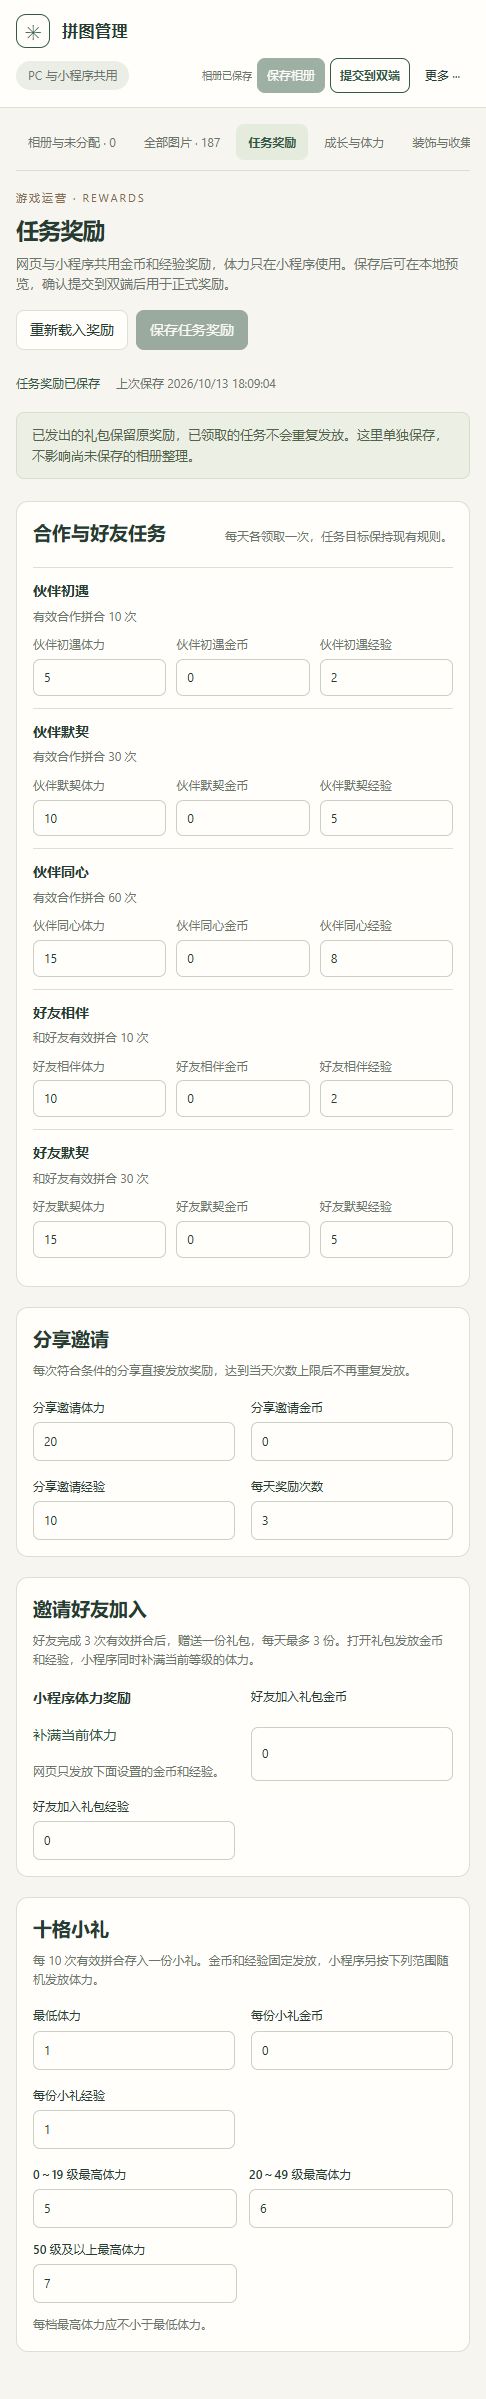 拼图管理
PC 与小程序共用
相册已保存
保存相册
提交到双端
更多 ···
相册与未分配 · 0
全部图片 · 187
任务奖励
成长与体力
装饰与收集
游戏运营 · REWARDS
任务奖励
网页与小程序共用金币和经验奖励，体力只在小程序使用。保存后可在本地预
览，确认提交到双端后用于正式奖励。
重新载入奖励
保存任务奖励
任务奖励已保存
上次保存 2026/10/13 18:09:04
已发出的礼包保留原奖励，已领取的任务不会重复发放。这里单独保存，
不影响尚未保存的相册整理。
合作与好友任务
每天各领取一次，任务目标保持现有规则。
伙伴初遇
有效合作拼合 10 次
伙伴初遇体力
伙伴初遇金币
伙伴初遇经验
5
0
2
伙伴默契
有效合作拼合 30 次
伙伴默契体力
伙伴默契金币
伙伴默契经验
10
0
5
伙伴同心
有效合作拼合 60 次
伙伴同心体力
伙伴同心金币
伙伴同心经验
15
0
8
好友相伴
和好友有效拼合 10 次
好友相伴体力
好友相伴金币
好友相伴经验
10
0
2
好友默契
和好友有效拼合 30 次
好友默契体力
好友默契金币
好友默契经验
15
0
5
分享邀请
每次符合条件的分享直接发放奖励，达到当天次数上限后不再重复发放。
分享邀请体力
分享邀请金币
20
0
分享邀请经验
每天奖励次数
10
3
邀请好友加入
好友完成 3 次有效拼合后，赠送一份礼包，每天最多 3 份。打开礼包发放金币
和经验，小程序同时补满当前等级的体力。
小程序体力奖励
好友加入礼包金币
补满当前体力
0
网页只发放下面设置的金币和经验。
好友加入礼包经验
0
十格小礼
每 10 次有效拼合存入一份小礼。金币和经验固定发放，小程序另按下列范围随
机发放体力。
最低体力
每份小礼金币
1
0
每份小礼经验
1
0～19 级最高体力
20～49 级最高体力
5
6
50 级及以上最高体力
7
每档最高体力应不小于最低体力。